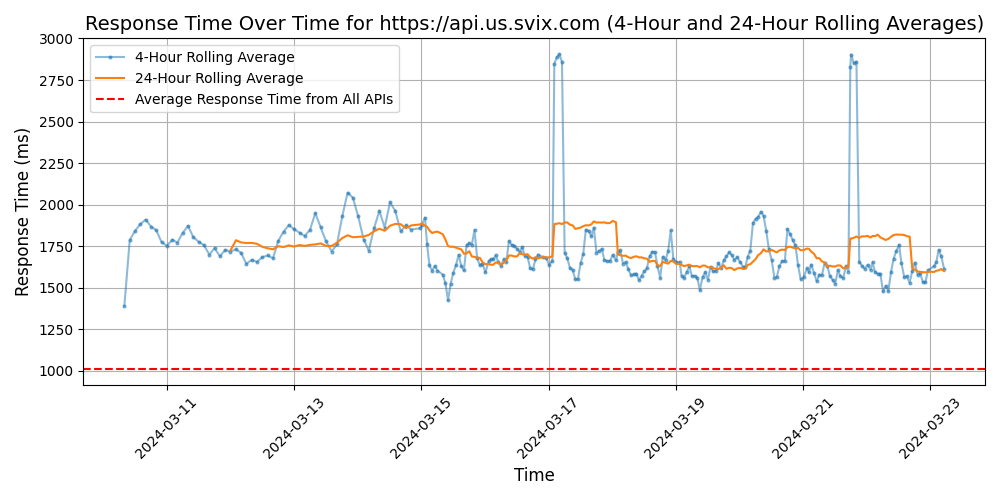 Response Time Over Time for https://api.us.svix.com (4-Hour and 24-Hour Rolling Averages)
4-Hour Rolling Average
24-Hour Rolling Average
Average Response Time from All APIs
Response Time (ms)
3000
2750
2500
2250
2000
1750
1500
1250
1000
2024-03-11
2024-03-13
2024-03-15
2024-03-17
2024-03-19
2024-03-21
2024-03-23
Time